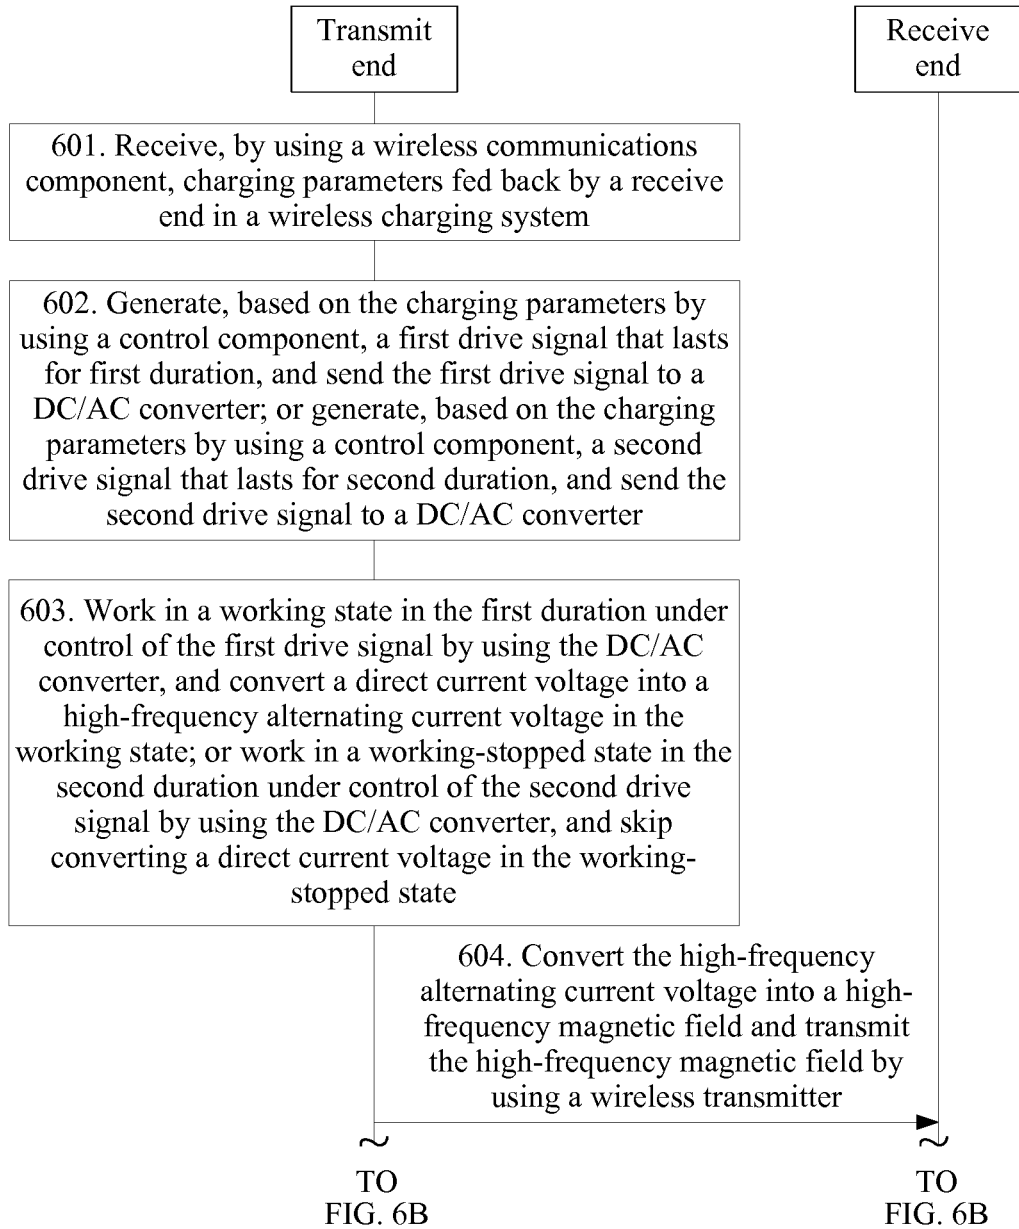 Transmit
end
Receive
end
601. Receive, by using a wireless communications
component, charging parameters fed back by a receive
end in a wireless charging system
602. Generate, based on the charging parameters by
using a control component, a first drive signal that lasts
for first duration, and send the first drive signal to a
DC/AC converter; or generate, based on the charging
parameters by using a control component, a second
drive signal that lasts for second duration, and send the
second drive signal to a DC/AC converter
603. Work in a working state in the first duration under
control of the first drive signal by using the DC/AC
converter, and convert a direct current voltage into a
high-frequency alternating current voltage in the
working state; or work in a working-stopped state in the
second duration under control of the second drive
signal by using the DC/AC converter, and skip
converting a direct current voltage in the working-
stopped state
604. Convert the high-frequency
alternating current voltage into a high-
frequency magnetic field and transmit
the high-frequency magnetic field by
using a wireless transmitter
TO
FIG. 6B
TO
FIG. 6B